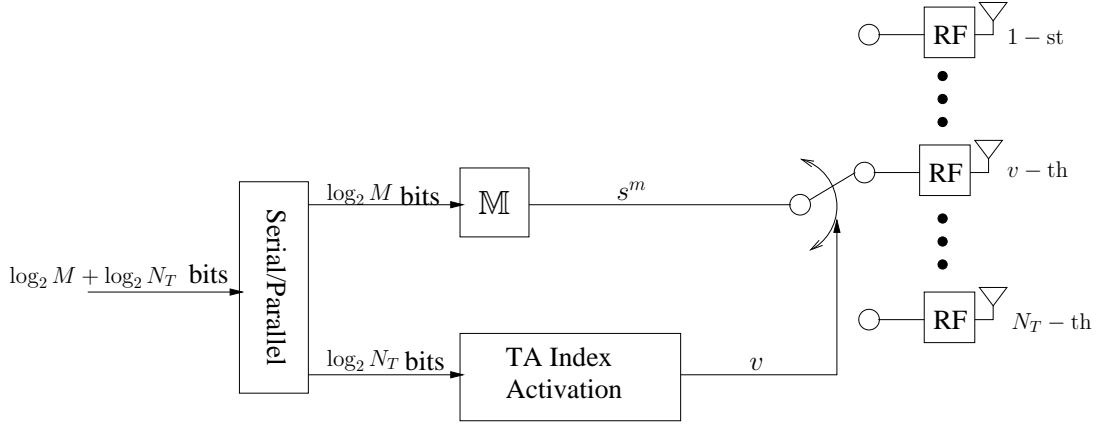 RF
1 − st
log₂ M bits
𝕄
sᵐ
RF
v − th
Serial/Parallel
log₂ M + log₂ N_T bits
log₂ N_T bits
TA Index
Activation
v
RF
N_T − th